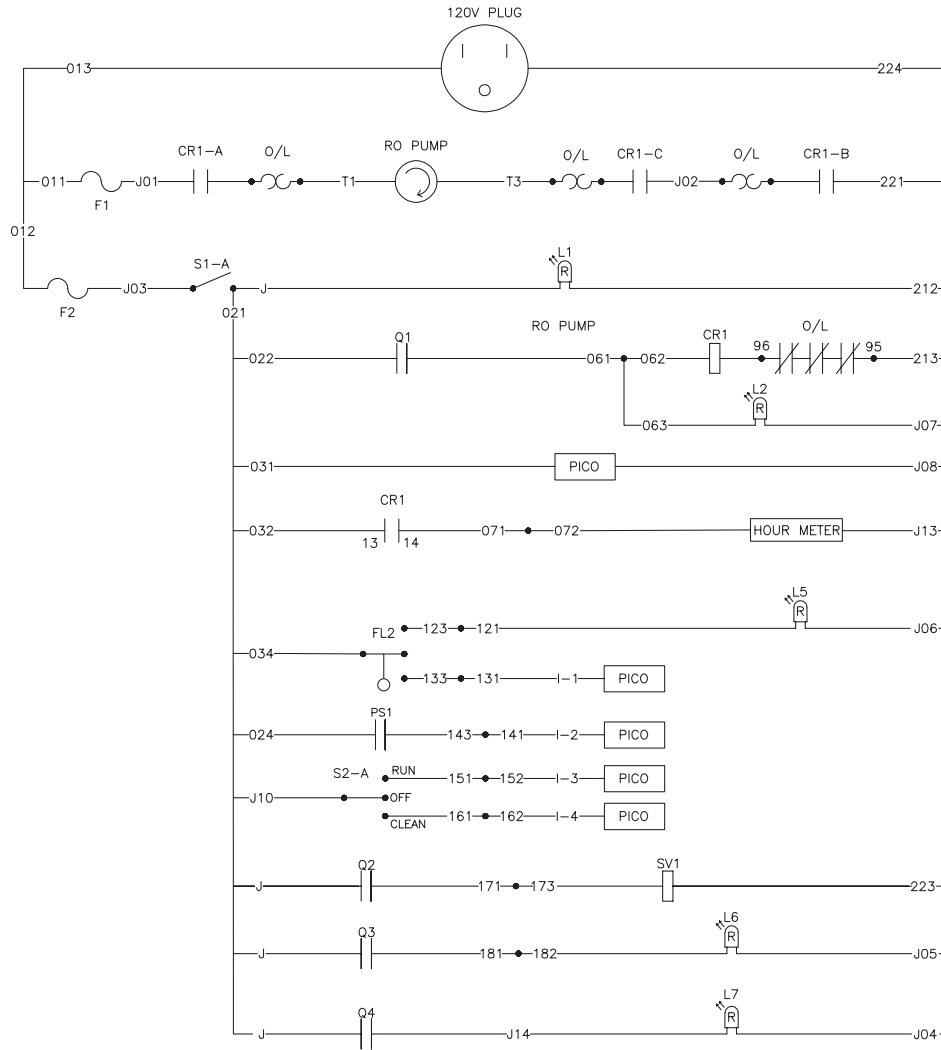 120V PLUG
013 224
CR1-A O/L RO PUMP O/L CR1-C O/L CR1-B
011 J01 T1 T3 J02 221
F1
012
S1-A L1
R
J03 J 212
F2 021
Q1 RO PUMP CR1 O/L
022 061 062 96 95 213
L2
R
063 J07
031 PICO J08
CR1
032 13 14 071 072 HOUR METER J13
L5
R
FL2 123 121 J06
034
133 131 I-1 PICO
PS1
024 143 141 I-2 PICO
S2-A RUN 151 152 I-3 PICO
J10 OFF
CLEAN 161 162 I-4 PICO
Q2 SV1
J 171 173 223
Q3 L6
R
J 181 182 J05
Q4 L7
R
J J14 J04